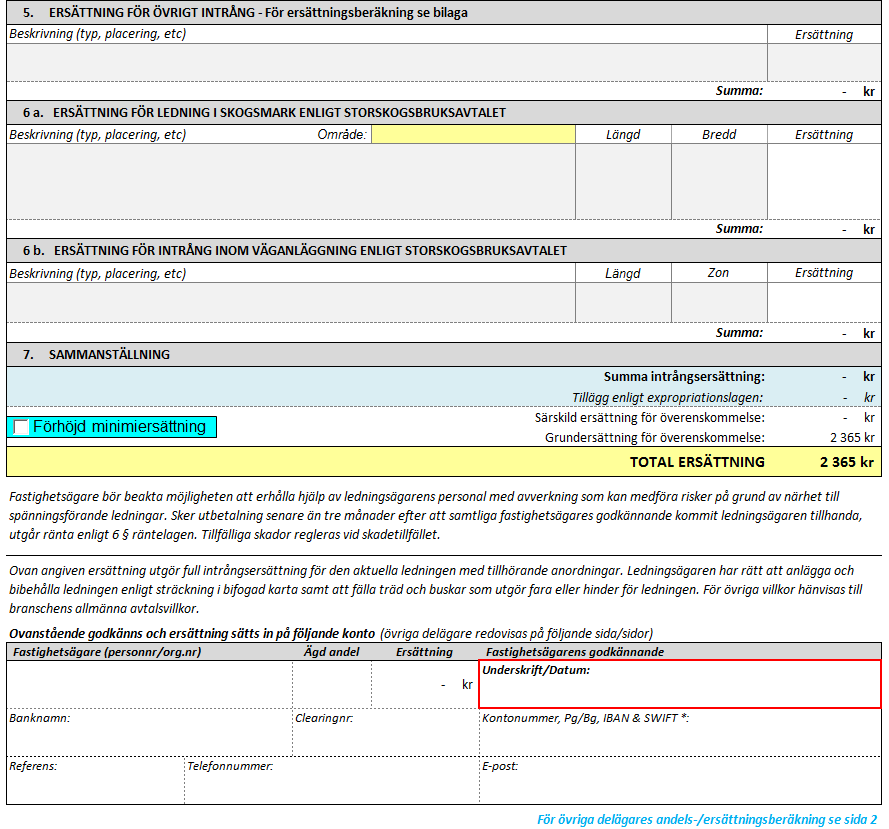 5. ERSÄTTNING FÖR ÖVRIGT INTRÅNG - För ersättningsberäkning se bilaga
Beskrivning (typ, placering, etc) Ersättning
Summa: - kr
6 a. ERSÄTTNING FÖR LEDNING I SKOGSMARK ENLIGT STORSKOGSBRUKSAVTALET
Beskrivning (typ, placering, etc) Område: Längd Bredd Ersättning
Summa: - kr
6 b. ERSÄTTNING FÖR INTRÅNG INOM VÄGANLÄGGNING ENLIGT STORSKOGSBRUKSAVTALET
Beskrivning (typ, placering, etc) Längd Zon Ersättning
Summa: - kr
7. SAMMANSTÄLLNING
Summa intrångsersättning: - kr
Tillägg enligt expropriationslagen: - kr
Särskild ersättning för överenskommelse: - kr
Förhöjd minimiersättning
Grundersättning för överenskommelse: 2 365 kr
TOTAL ERSÄTTNING 2 365 kr
Fastighetsägare bör beakta möjligheten att erhålla hjälp av ledningsägarens personal med avverkning som kan medföra risker på grund av närhet till
spänningsförande ledningar. Sker utbetalning senare än tre månader efter att samtliga fastighetsägares godkännande kommit ledningsägaren tillhanda,
utgår ränta enligt 6 § räntelagen. Tillfälliga skador regleras vid skadetillfället.
Ovan angiven ersättning utgör full intrångsersättning för den aktuella ledningen med tillhörande anordningar. Ledningsägaren har rätt att anlägga och
bibehålla ledningen enligt sträckning i bifogad karta samt att fälla träd och buskar som utgör fara eller hinder för ledningen. För övriga villkor hänvisas till
branschens allmänna avtalsvillkor.
Ovanstående godkänns och ersättning sätts in på följande konto (övriga delägare redovisas på följande sida/sidor)
Fastighetsägare (personnr/org.nr) Ägd andel Ersättning Fastighetsägarens godkännande
Underskrift/Datum:
- kr
Banknamn: Clearingnr: Kontonummer, Pg/Bg, IBAN & SWIFT *:
Referens: Telefonnummer: E-post:
För övriga delägares andels-/ersättningsberäkning se sida 2